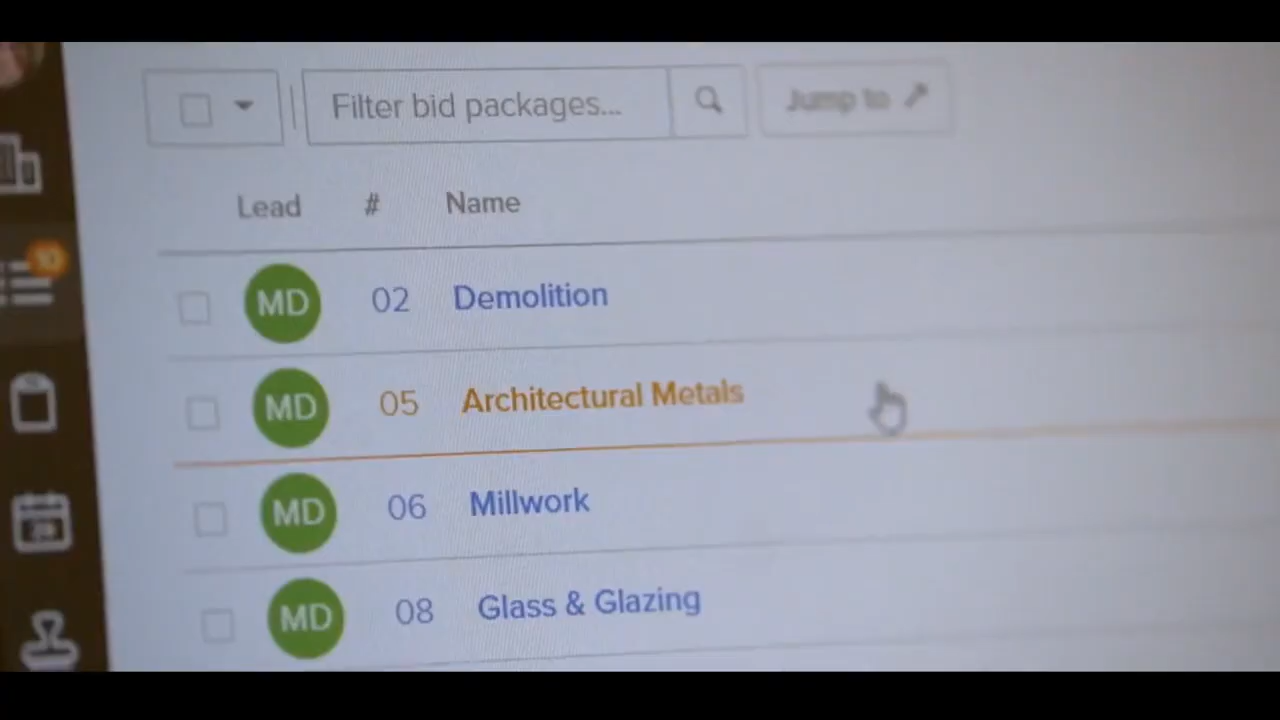 Filter bid packages...
Jump to
Lead # Name
MD 02 Demolition
MD 05 Architectural Metals
MD 06 Millwork
MD 08 Glass & Glazing